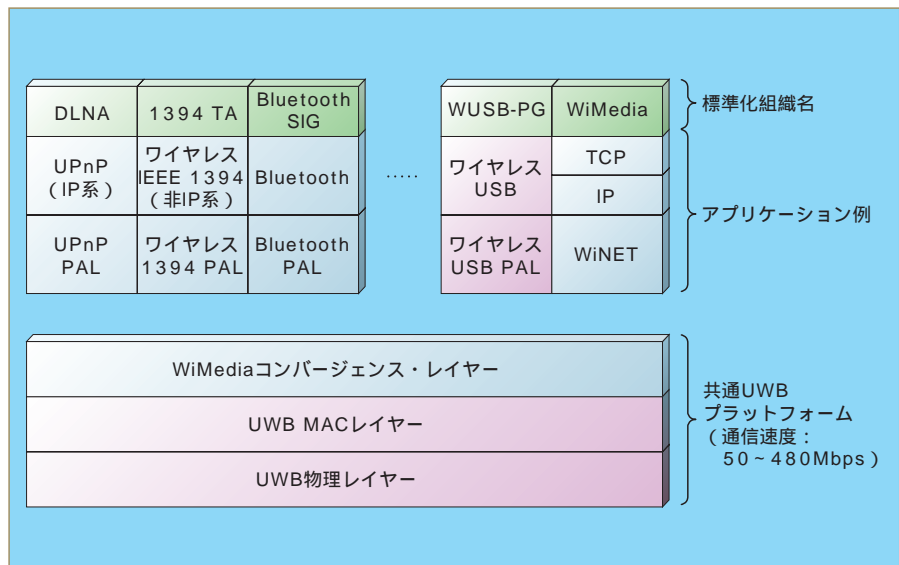 DLNA
1394 TA
Bluetooth
SIG
WUSB-PG
WiMedia
標準化組織名
UPnP
(IP系)
ワイヤレス
IEEE 1394
(非IP系)
Bluetooth
.....
ワイヤレス
USB
TCP
IP
アプリケーション例
UPnP
PAL
ワイヤレス
1394 PAL
Bluetooth
PAL
ワイヤレス
USB PAL
WiNET
WiMediaコンバージェンス・レイヤー
UWB MACレイヤー
UWB物理レイヤー
共通UWB
プラットフォーム
(通信速度:
50~480Mbps)